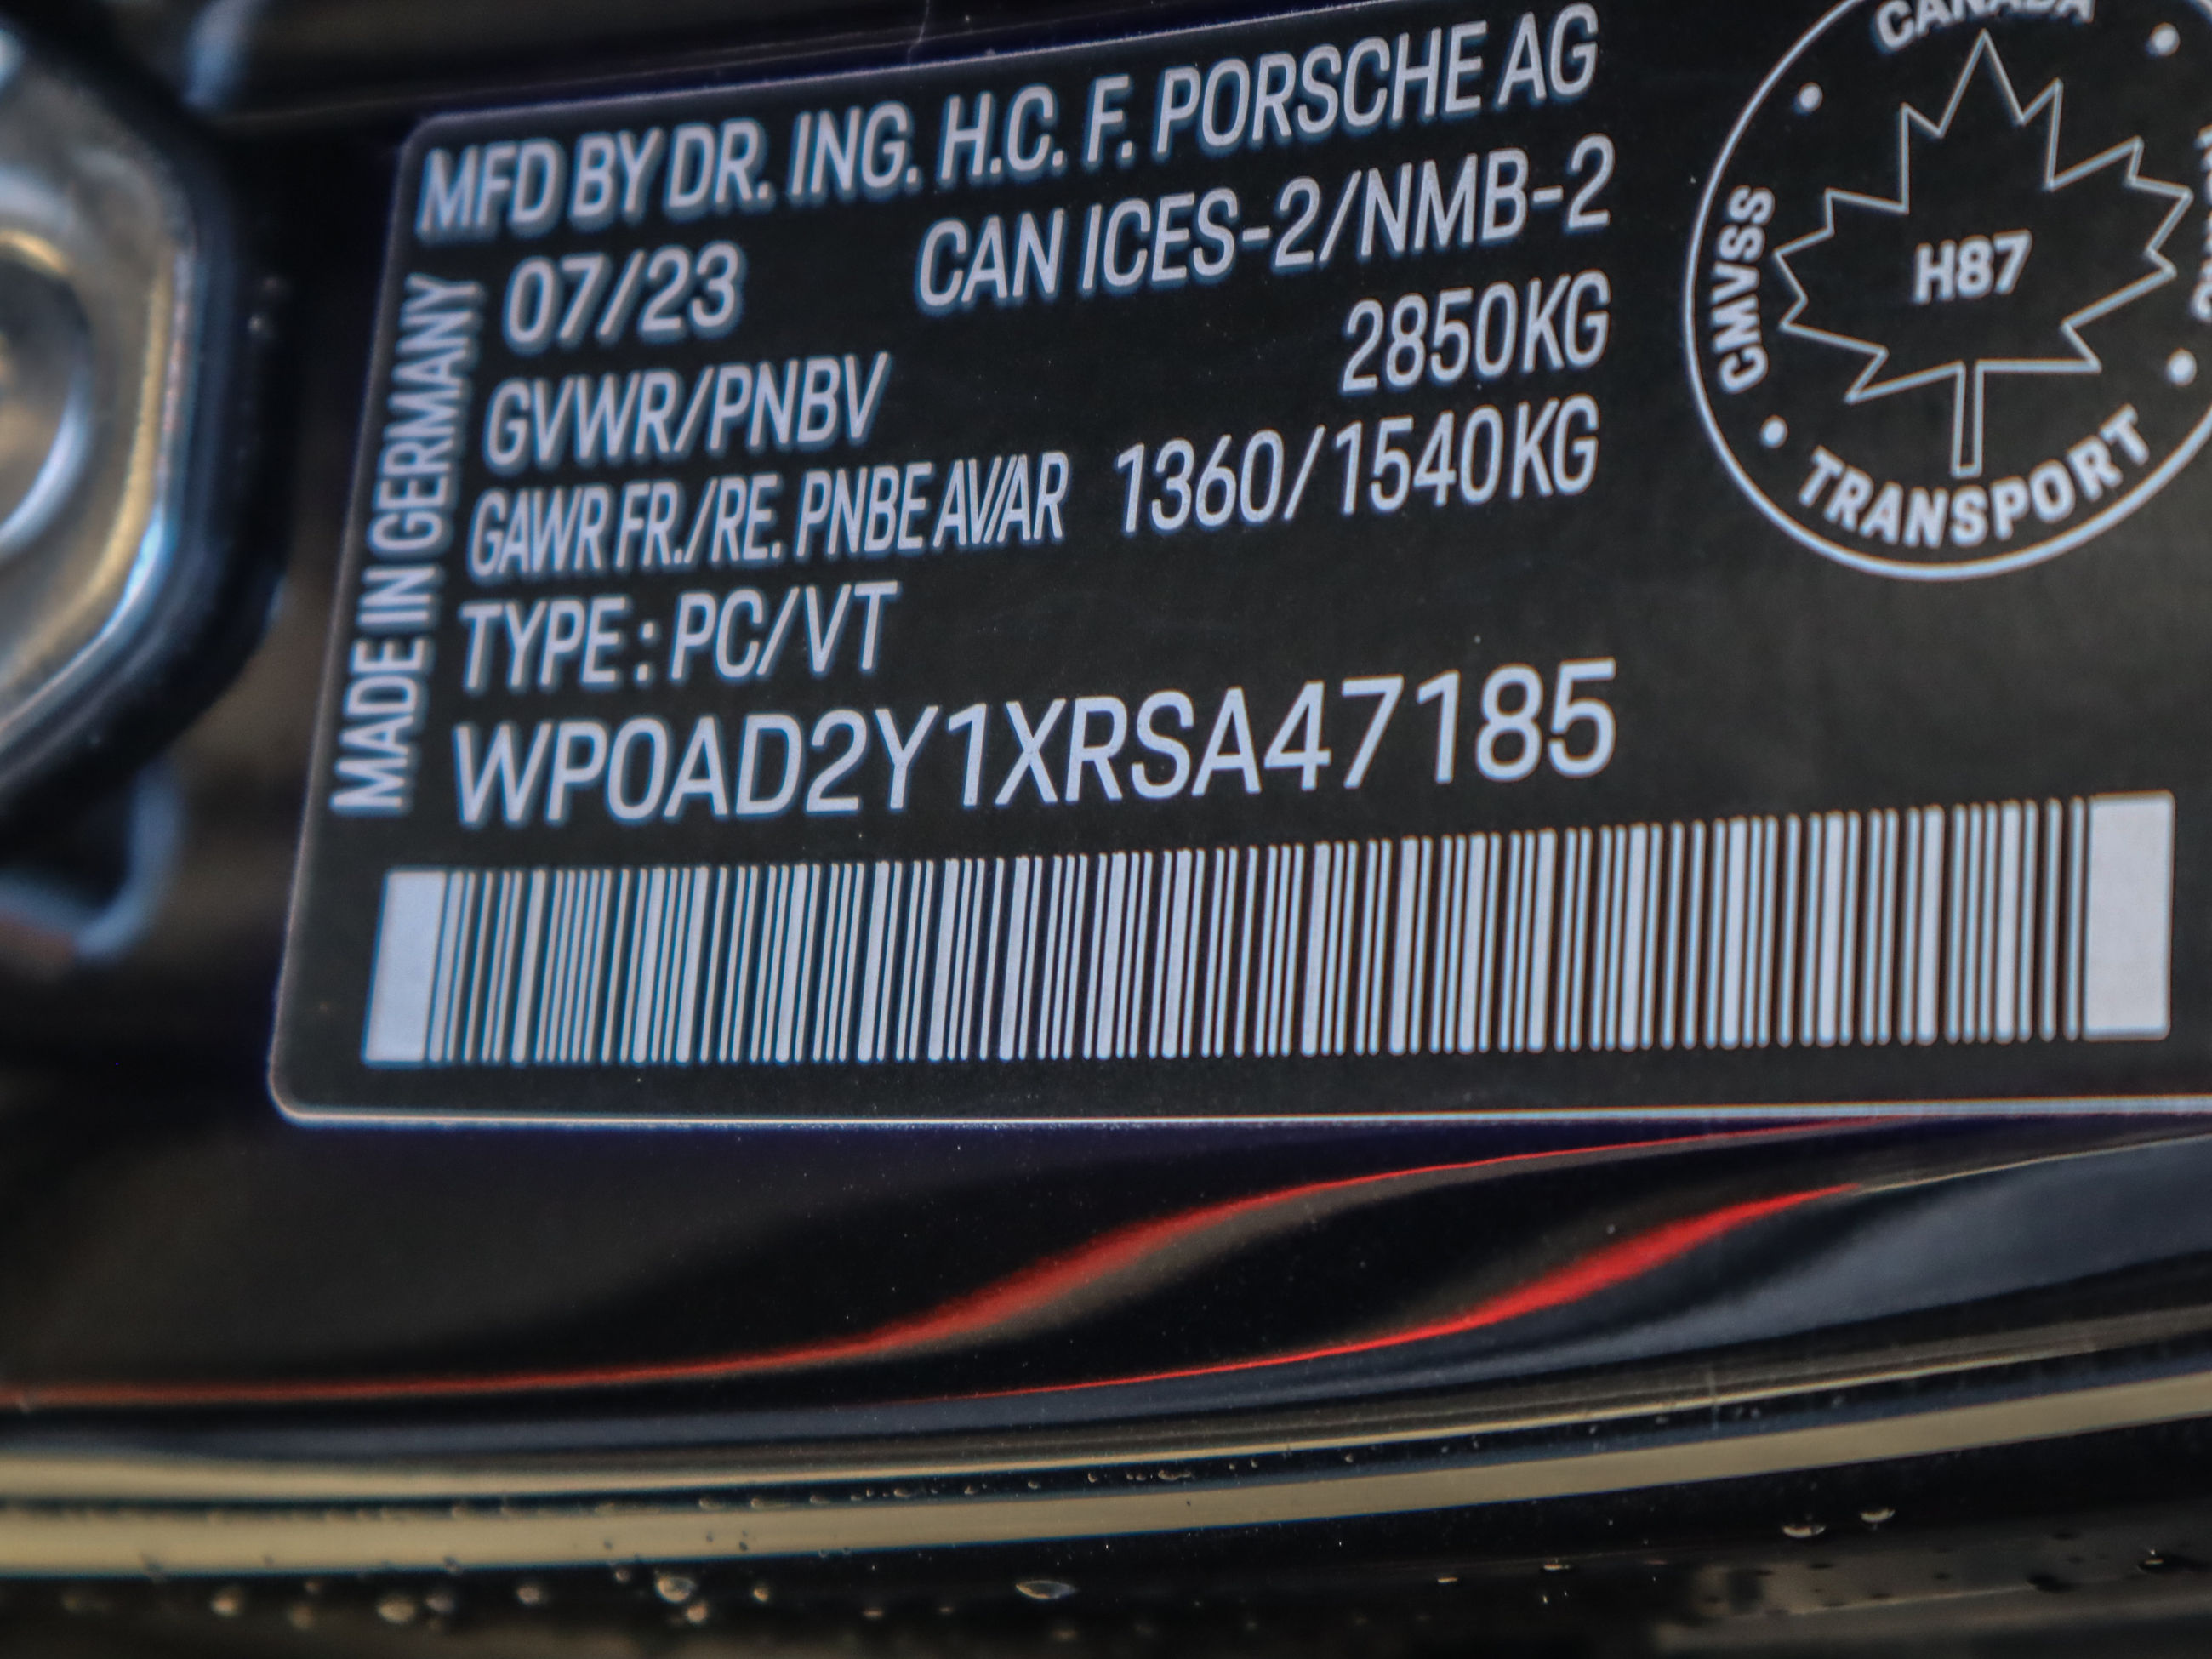 MFD BY DR. ING. H.C. F. PORSCHE AG
07/23 CAN ICES-2/NMB-2
GVWR/PNBV 2850KG
GAWR FR./RE. PNBE AV/AR 1360/1540KG
TYPE : PC/VT
WP0AD2Y1XRSA47185
MADE IN GERMANY
CANADA
CMVSS
H87
TRANSPORT